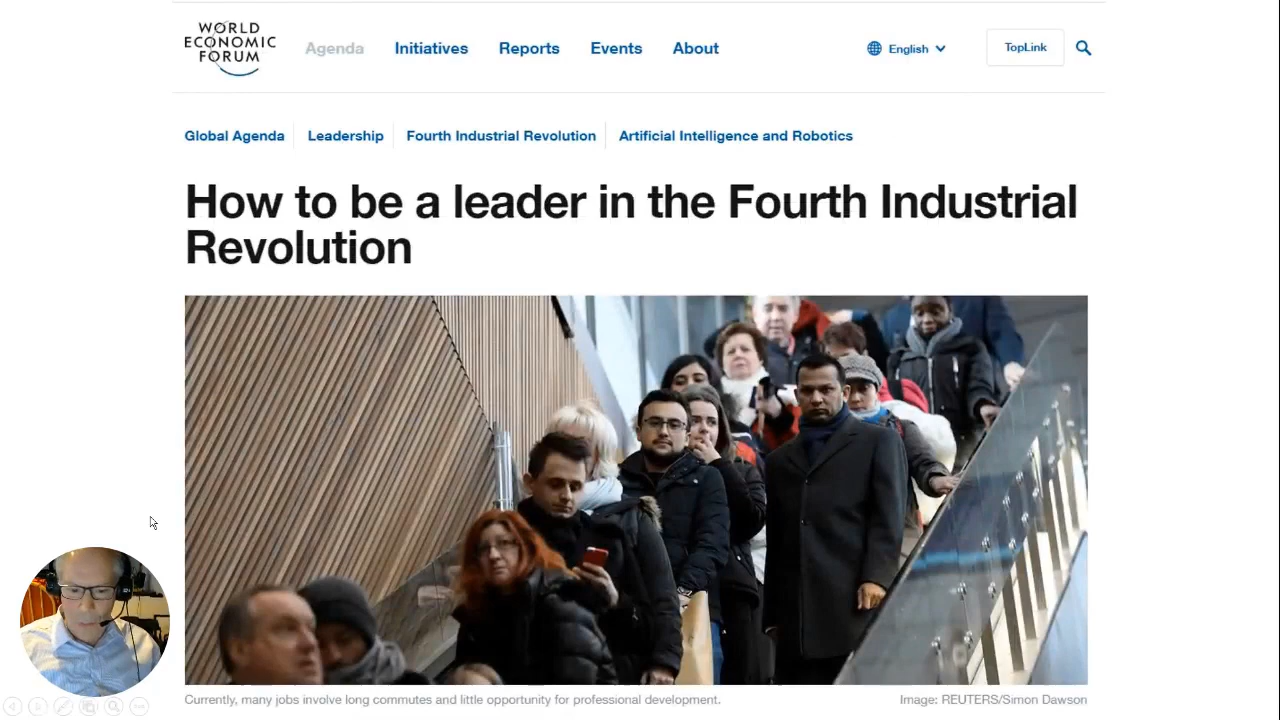 WORLD
ECONOMIC
FORUM
Agenda Initiatives Reports Events About English TopLink
Global Agenda Leadership Fourth Industrial Revolution Artificial Intelligence and Robotics
How to be a leader in the Fourth Industrial
Revolution
Currently, many jobs involve long commutes and little opportunity for professional development. Image: REUTERS/Simon Dawson